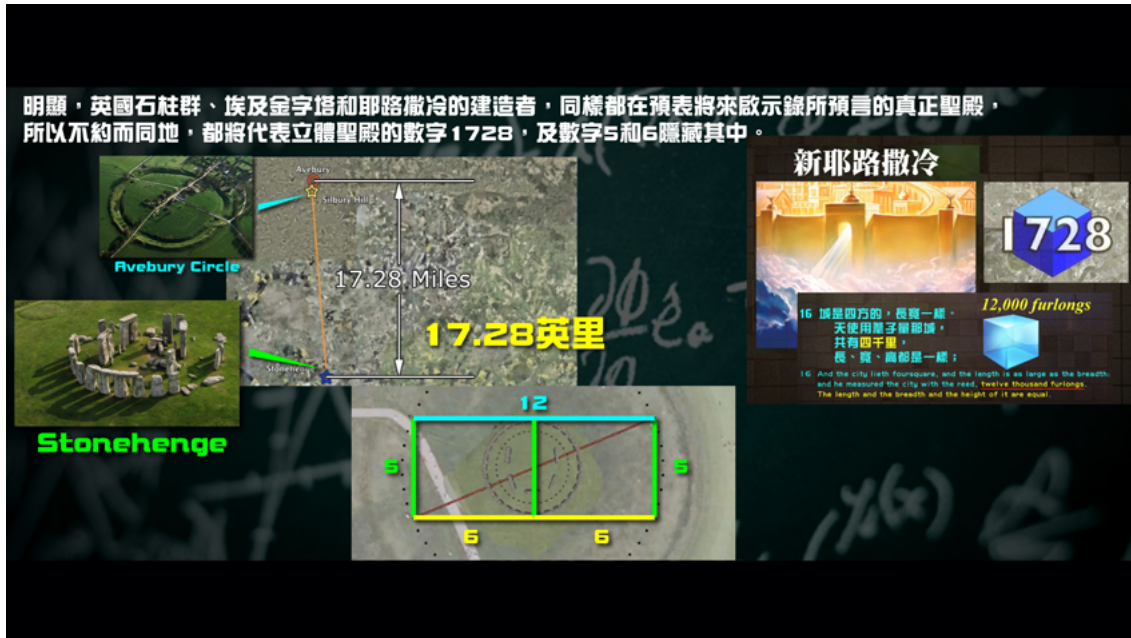 明顯，英國石柱群、埃及金字塔和耶路撒冷的建造者，同樣都在預表將來啟示錄所預言的真正聖殿，
所以不約而同地，都將代表立體聖殿的數字1728，及數字5和6隱藏其中。
Avebury
Silbury Hill
Avebury Circle
17.28 Miles
17.28英里
Stonehenge
12
5
5
6
6
新耶路撒冷
1728
12,000 furlongs
16 城是四方的，長寬一樣．
天使用葦子量那城，
共有四千里，
長、寬、高都是一樣；
16 And the city lieth foursquare, and the length is as large as the breadth:
and he measured the city with the reed, twelve thousand furlongs.
The length and the breadth and the height of it are equal.